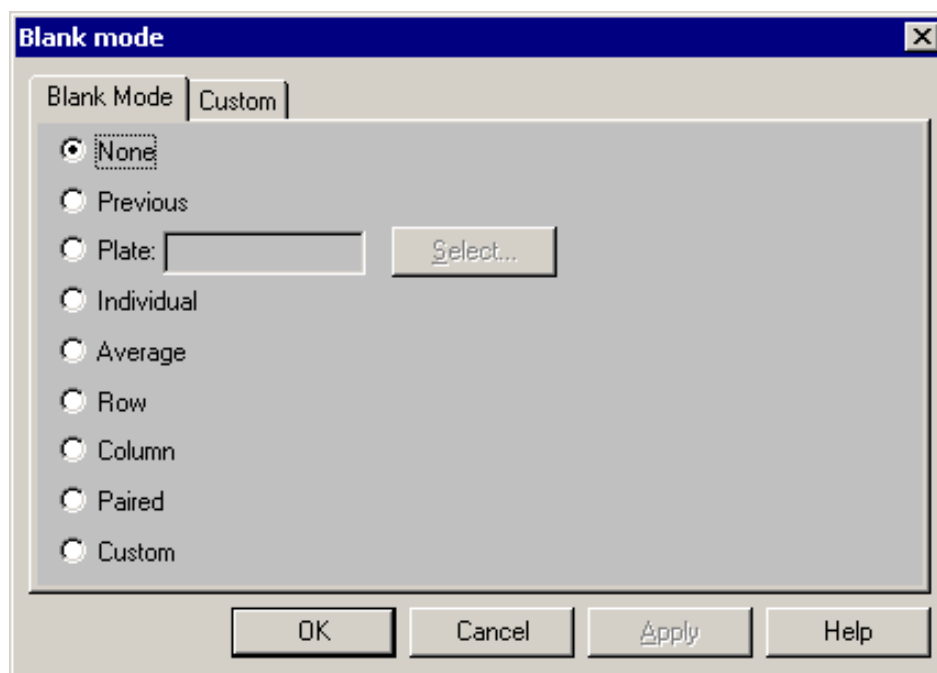 Blank mode
Blank Mode Custom
None
Previous
Plate: Select...
Individual
Average
Row
Column
Paired
Custom
OK Cancel Apply Help